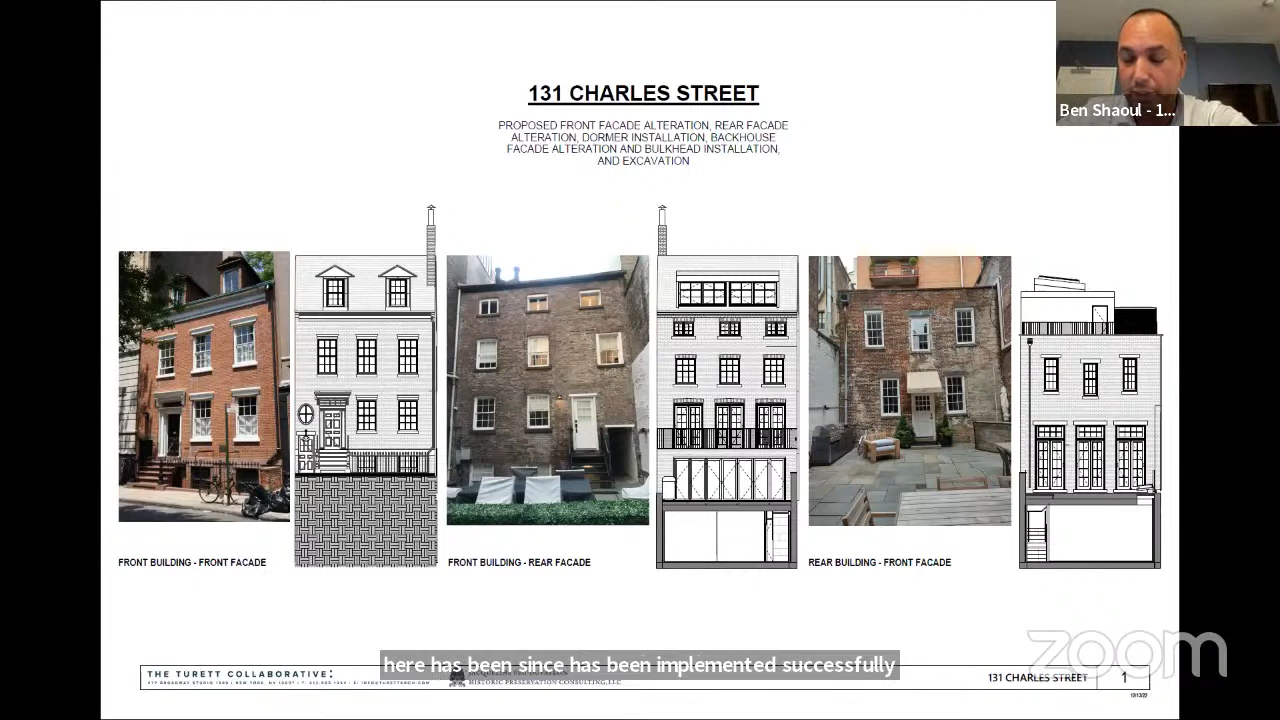 131 CHARLES STREET
PROPOSED FRONT FACADE ALTERATION, REAR FACADE
ALTERATION, DORMER INSTALLATION, BACKHOUSE
FACADE ALTERATION AND BULKHEAD INSTALLATION,
AND EXCAVATION
Ben Shaoul - 1...
FRONT BUILDING - FRONT FACADE
FRONT BUILDING - REAR FACADE
REAR BUILDING - FRONT FACADE
here has been since has been implemented successfully
THE TURETT COLLABORATIVE:
HISTORIC PRESERVATION CONSULTING, LLC
131 CHARLES STREET
1
zoom